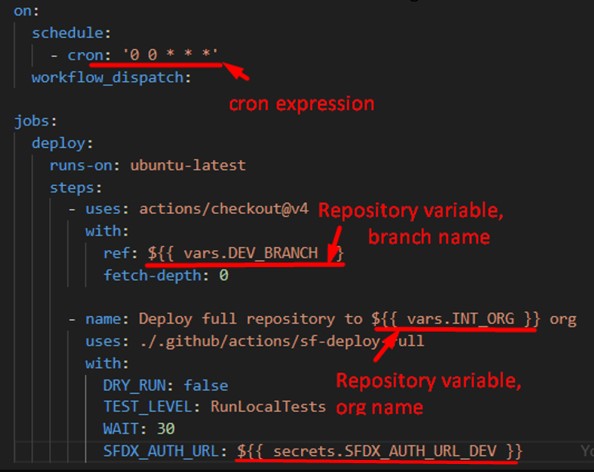 on:
schedule:
- cron: '0 0 * * *'
workflow_dispatch:
cron expression
jobs:
deploy:
runs-on: ubuntu-latest
steps:
- uses: actions/checkout@v4
Repository variable,
branch name
with:
ref: ${{ vars.DEV_BRANCH }}
fetch-depth: 0
- name: Deploy full repository to ${{ vars.INT_ORG }} org
uses: ./.github/actions/sf-deploy-full
Repository variable,
org name
with:
DRY_RUN: false
TEST_LEVEL: RunLocalTests
WAIT: 30
SFDX_AUTH_URL: ${{ secrets.SFDX_AUTH_URL_DEV }}